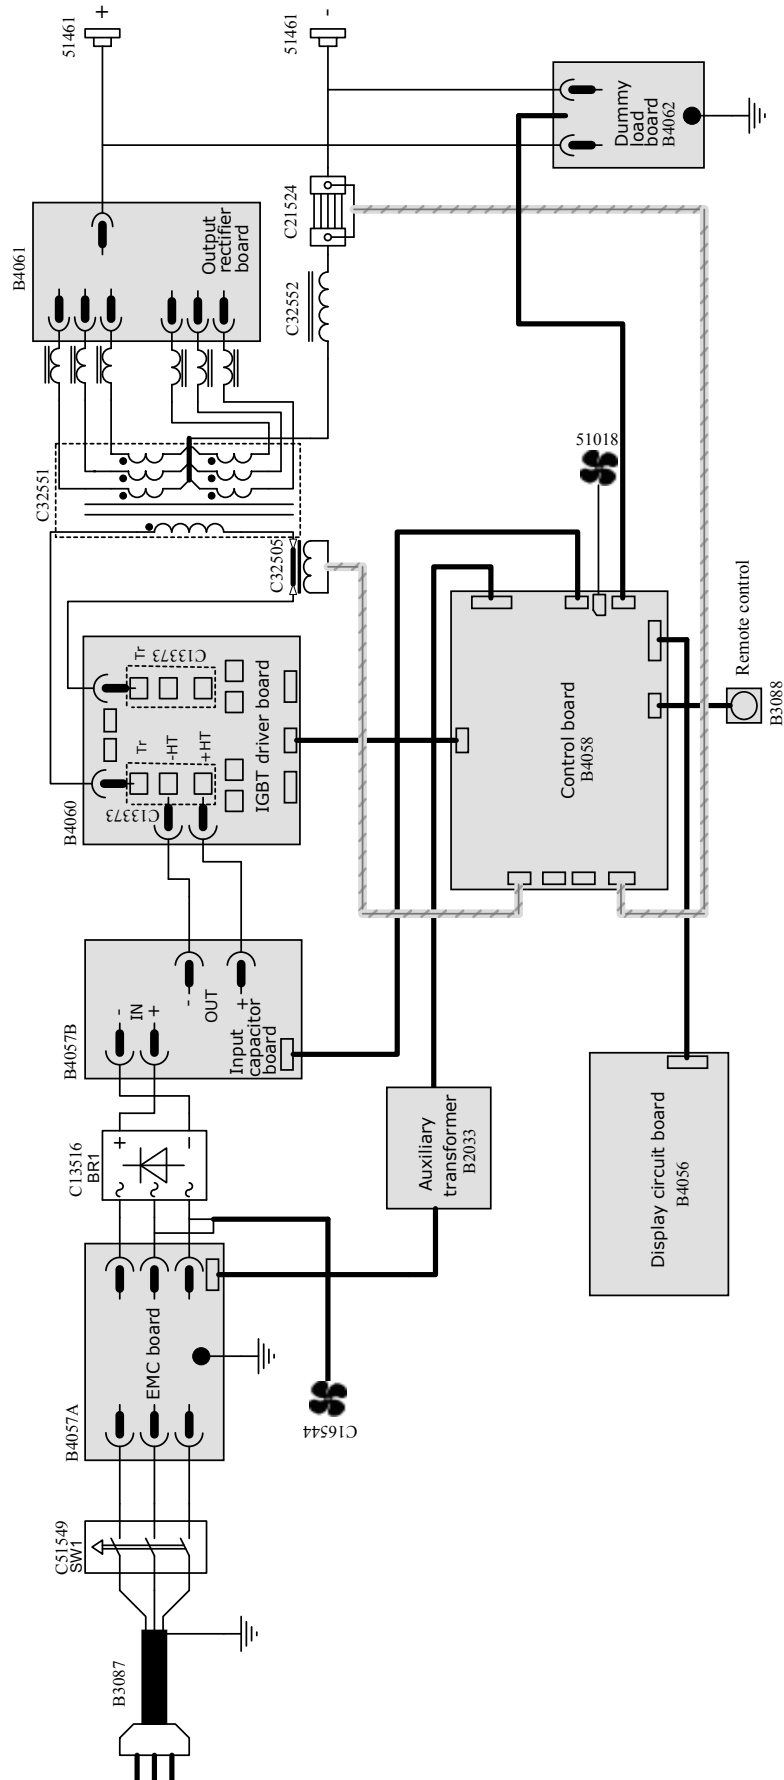 51461
+
51461
-
Dummy
load
board
B4062
B4061
Output
rectifier
board
C21524
C32552
C32551
C32505
51018
Tr
C13373
Tr
-HT
+HT
C13373
IGBT driver board
B4060
Control board
B4058
Remote control
B3088
B4057B
-
IN
+
-
OUT
+
Input
capacitor
board
C13516
BR1
+
-
Auxiliary
transformer
B2033
Display circuit board
B4056
EMC board
B4057A
C16544
C51549
SW1
B3087